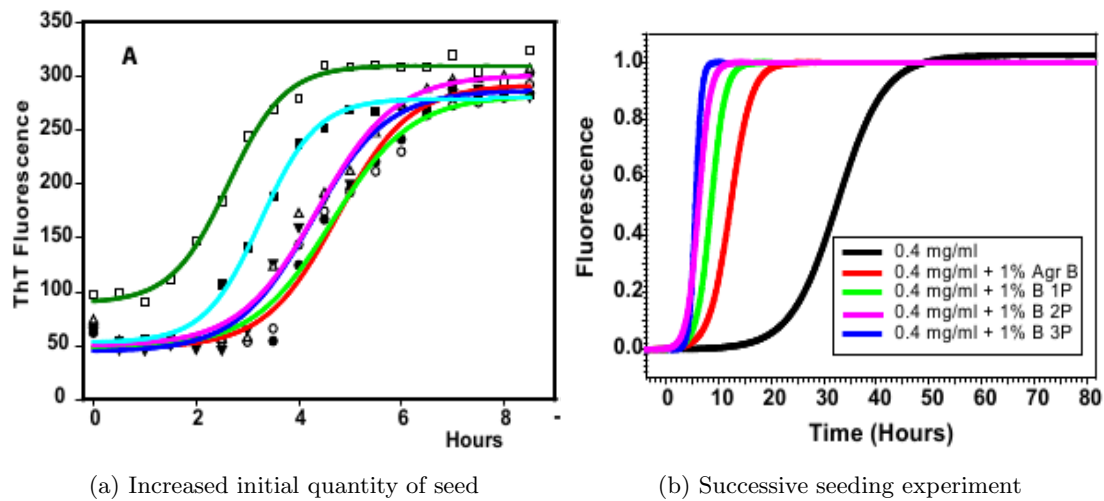 A
ThT Fluorescence
350
300
250
200
150
100
50
0
0 2 4 6 8 -
Hours
(a) Increased initial quantity of seed
Fluorescence
1.0
0.8
0.6
0.4
0.2
0.0
0.4 mg/ml
0.4 mg/ml + 1% Agr B
0.4 mg/ml + 1% B 1P
0.4 mg/ml + 1% B 2P
0.4 mg/ml + 1% B 3P
0 10 20 30 40 50 60 70 80
Time (Hours)
(b) Successive seeding experiment